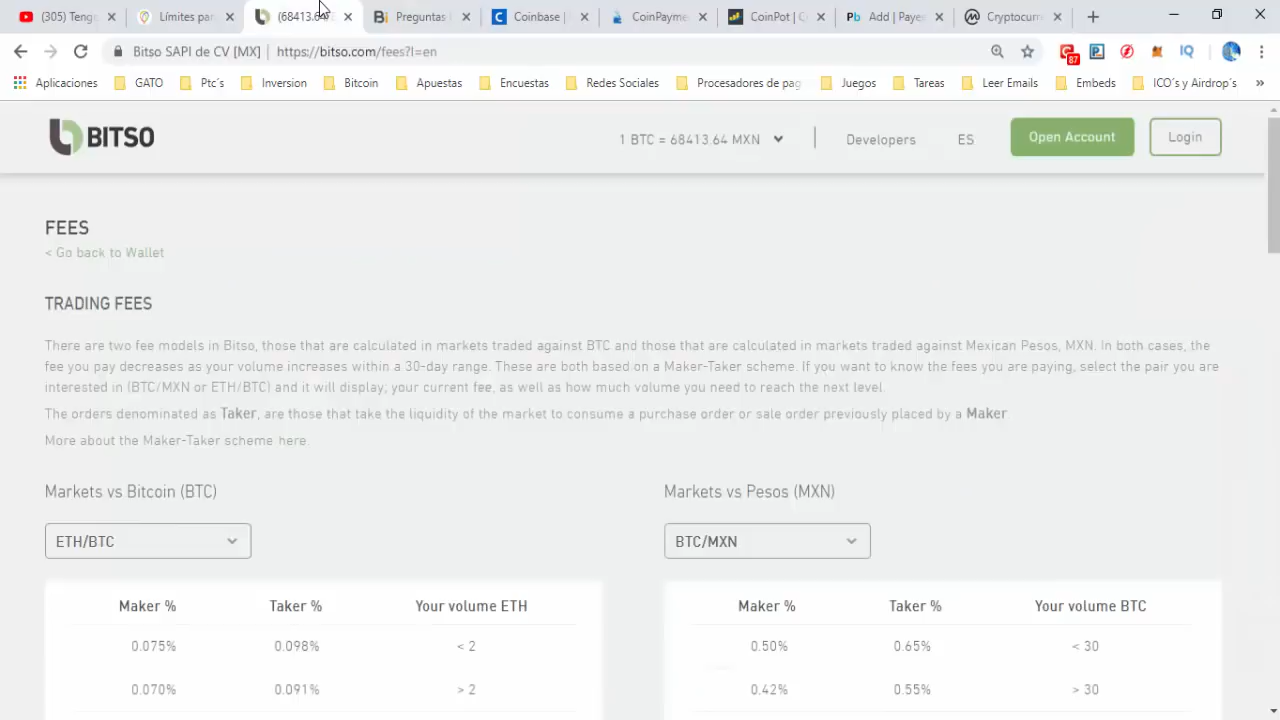 (305) Teng
Límites par
(68413.64
Preguntas
Coinbase
CoinPayme
CoinPot | C
Add | Payes
Cryptocurr
Bitso SAPI de CV [MX] https://bitso.com/fees?l=en
87
Aplicaciones GATO Ptc´s Inversion Bitcoin Apuestas Encuestas Redes Sociales Procesadores de pag Juegos Tareas Leer Emails Embeds ICO´s y Airdrop´s »
BITSO
1 BTC = 68413.64 MXN
Developers
ES
Open Account
Login
FEES
< Go back to Wallet
TRADING FEES
There are two fee models in Bitso, those that are calculated in markets traded against BTC and those that are calculated in markets traded against Mexican Pesos, MXN. In both cases, the
fee you pay decreases as your volume increases within a 30-day range. These are both based on a Maker-Taker scheme. If you want to know the fees you are paying, select the pair you are
interested in (BTC/MXN or ETH/BTC) and it will display; your current fee, as well as how much volume you need to reach the next level.
The orders denominated as Taker, are those that take the liquidity of the market to consume a purchase order or sale order previously placed by a Maker
More about the Maker-Taker scheme here.
Markets vs Bitcoin (BTC)
ETH/BTC
Maker % Taker % Your volume ETH
0.075% 0.098% < 2
0.070% 0.091% > 2
Markets vs Pesos (MXN)
BTC/MXN
Maker % Taker % Your volume BTC
0.50% 0.65% < 30
0.42% 0.55% > 30